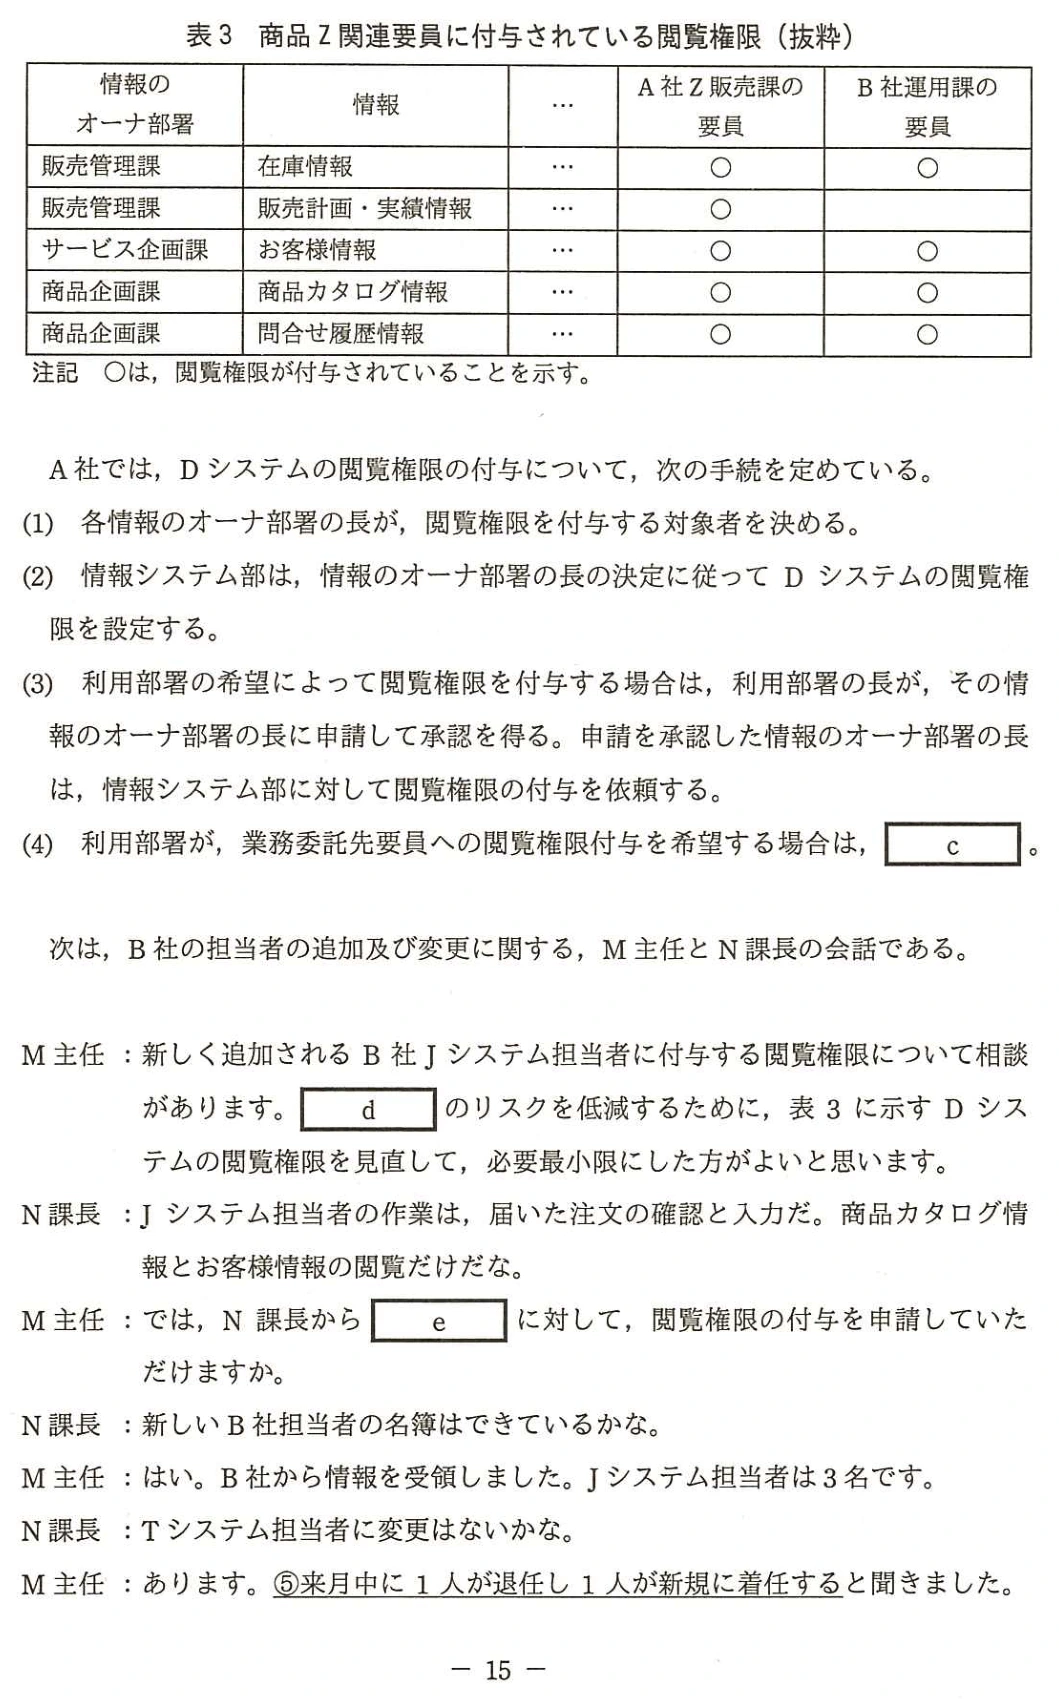 表3　商品Z関連要員に付与されている閲覧権限（抜粋）
情報のオーナ部署　情報　…　A社Z販売課の要員　B社運用課の要員
販売管理課　在庫情報　…　○　○
販売管理課　販売計画・実績情報　…　○
サービス企画課　お客様情報　…　○　○
商品企画課　商品カタログ情報　…　○　○
商品企画課　問合せ履歴情報　…　○　○
注記　○は，閲覧権限が付与されていることを示す。
A社では，Dシステムの閲覧権限の付与について，次の手続を定めている。
(1)　各情報のオーナ部署の長が，閲覧権限を付与する対象者を決める。
(2)　情報システム部は，情報のオーナ部署の長の決定に従って D システムの閲覧権
限を設定する。
(3)　利用部署の希望によって閲覧権限を付与する場合は，利用部署の長が，その情
報のオーナ部署の長に申請して承認を得る。申請を承認した情報のオーナ部署の長
は，情報システム部に対して閲覧権限の付与を依頼する。
(4)　利用部署が，業務委託先要員への閲覧権限付与を希望する場合は， c 。
次は，B社の担当者の追加及び変更に関する，M主任とN課長の会話である。
M主任 ：新しく追加される B 社 J システム担当者に付与する閲覧権限について相談
があります。 d のリスクを低減するために，表 3 に示す D シス
テムの閲覧権限を見直して，必要最小限にした方がよいと思います。
N課長 ：J システム担当者の作業は，届いた注文の確認と入力だ。商品カタログ情
報とお客様情報の閲覧だけだな。
M主任 ：では，N 課長から e に対して，閲覧権限の付与を申請していた
だけますか。
N課長 ：新しいB社担当者の名簿はできているかな。
M主任 ：はい。B社から情報を受領しました。Jシステム担当者は3名です。
N課長 ：Tシステム担当者に変更はないかな。
M主任 ：あります。⑤来月中に1人が退任し1人が新規に着任すると聞きました。
－ 15 －